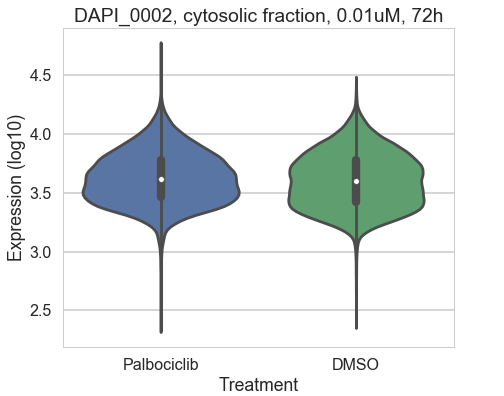 DAPI_0002, cytosolic fraction, 0.01uM, 72h
4.5
4.0
3.5
3.0
2.5
Expression (log10)
Palbociclib
DMSO
Treatment